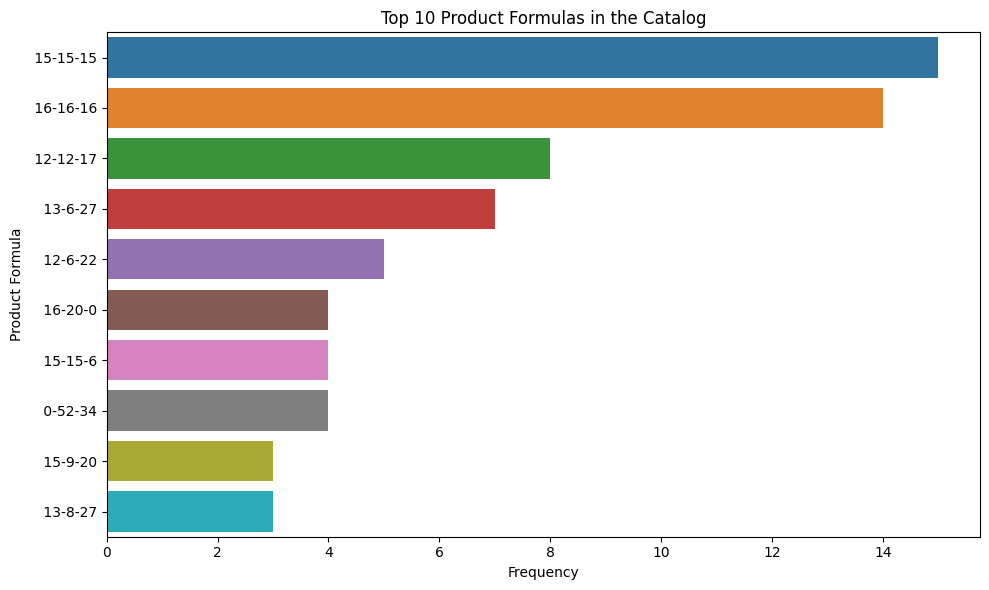 Top 10 Product Formulas in the Catalog
Product Formula
15-15-15
16-16-16
12-12-17
13-6-27
12-6-22
16-20-0
15-15-6
0-52-34
15-9-20
13-8-27
0 2 4 6 8 10 12 14
Frequency